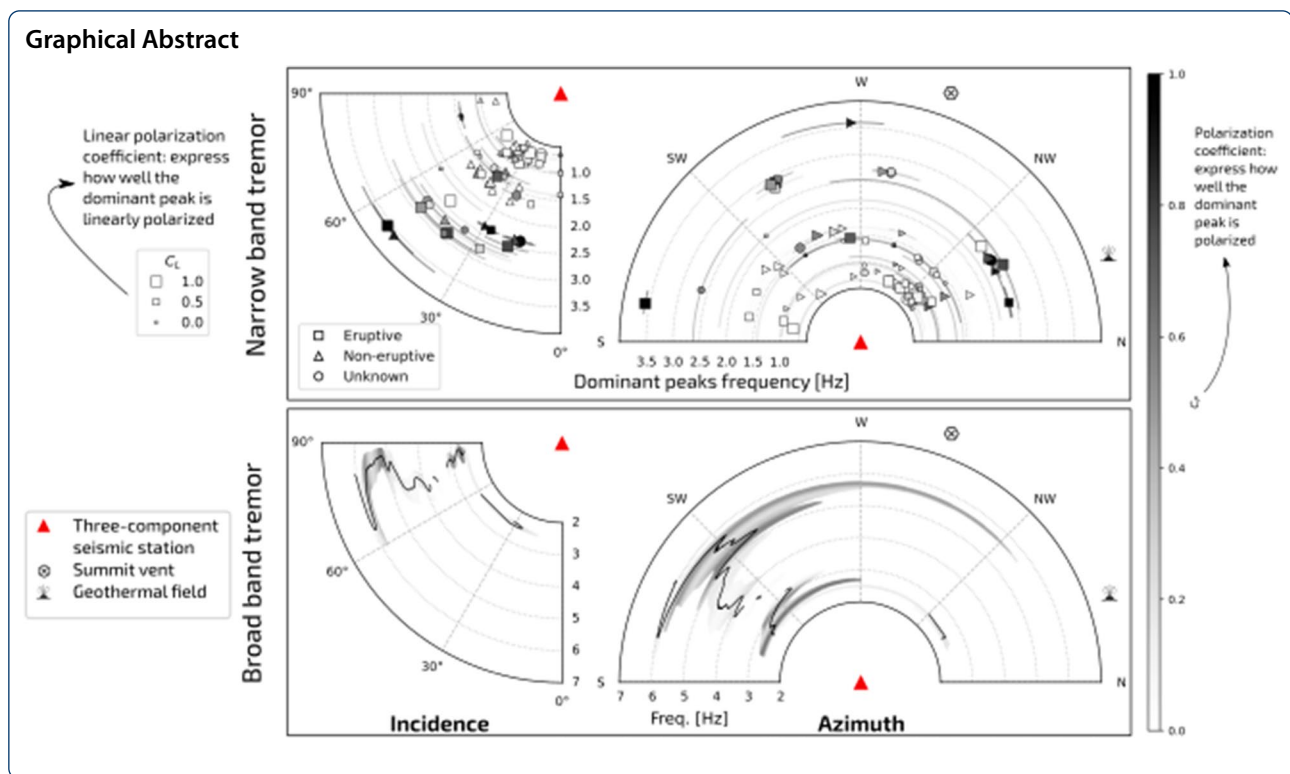 Graphical Abstract
Linear polarization
coefficient: express
how well the
dominant peak is
linearly polarized
C_L
1.0
0.5
0.0
Narrow band tremor
90°
60°
30°
0°
1.0
1.5
2.0
2.5
3.0
3.5
Eruptive
Non-eruptive
Unknown
W
SW
NW
S
N
3.5 3.0 2.5 2.0 1.5 1.0
Dominant peaks frequency [Hz]
1.0
0.8
0.6
0.4
0.2
0.0
Polarization
coefficient:
express how
well the
dominant
peak is
polarized
Three-component
seismic station
Summit vent
Geothermal field
Broad band tremor
90°
60°
30°
0°
2
3
4
5
6
7
Incidence
W
SW
NW
S
N
7 6 5 4 3 2
Freq. [Hz]
Azimuth